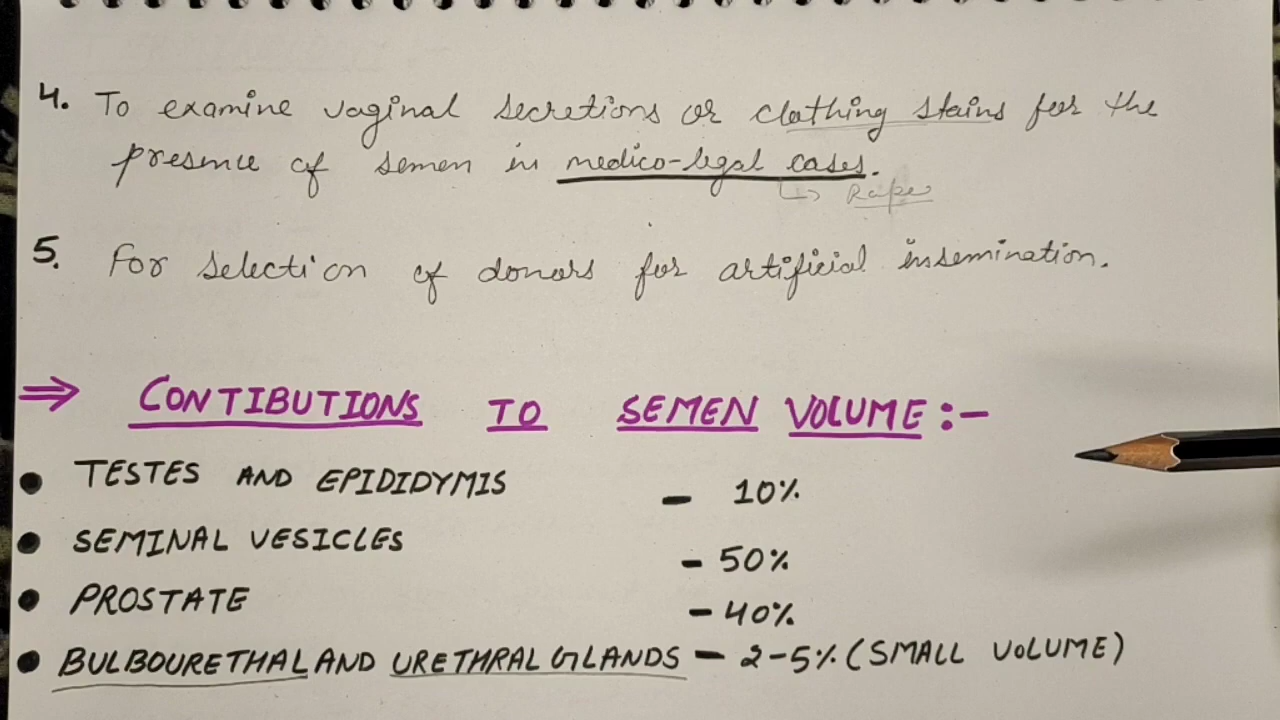 4. To examine vaginal secretions or clothing stains for the
presence of semen in medico-legal cases.
↳ Rape
5. For selection of donors for artificial insemination.
⇒ CONTIBUTIONS TO SEMEN VOLUME:-
• TESTES AND EPIDIDYMIS - 10%
• SEMINAL VESICLES - 50%
• PROSTATE - 40%
• BULBOURETHAL AND URETHRAL GLANDS - 2-5% (SMALL VOLUME)